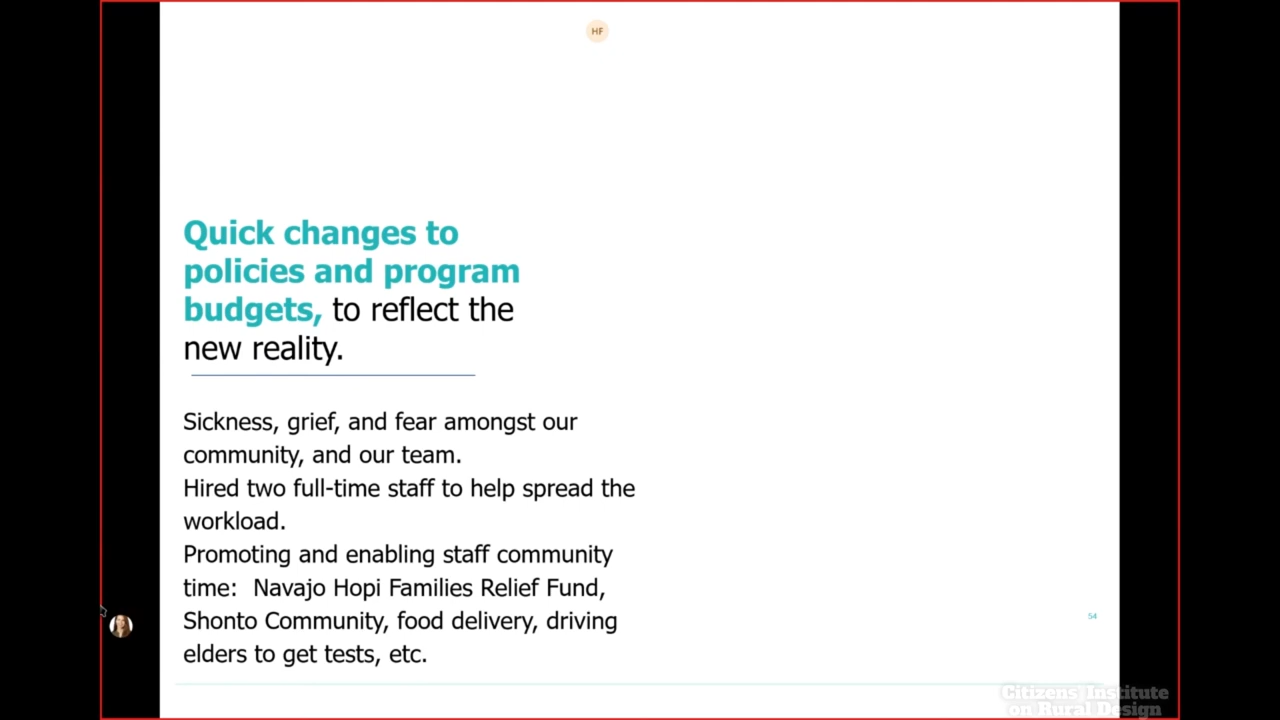 HF
Quick changes to
policies and program
budgets, to reflect the
new reality.
Sickness, grief, and fear amongst our
community, and our team.
Hired two full-time staff to help spread the
workload.
Promoting and enabling staff community
time:  Navajo Hopi Families Relief Fund,
Shonto Community, food delivery, driving
elders to get tests, etc.
54
Citizens' Institute
on Rural Design